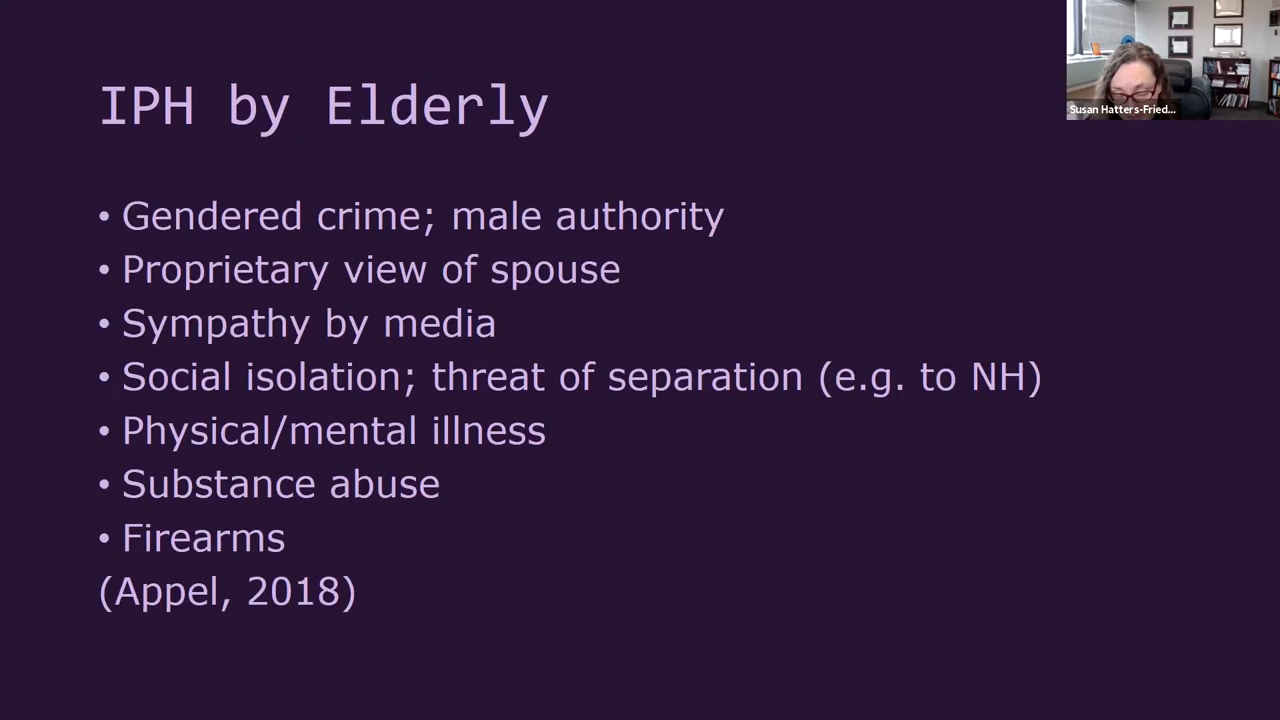 IPH by Elderly
Susan Hatters-Fried...
• Gendered crime; male authority
• Proprietary view of spouse
• Sympathy by media
• Social isolation; threat of separation (e.g. to NH)
• Physical/mental illness
• Substance abuse
• Firearms
(Appel, 2018)